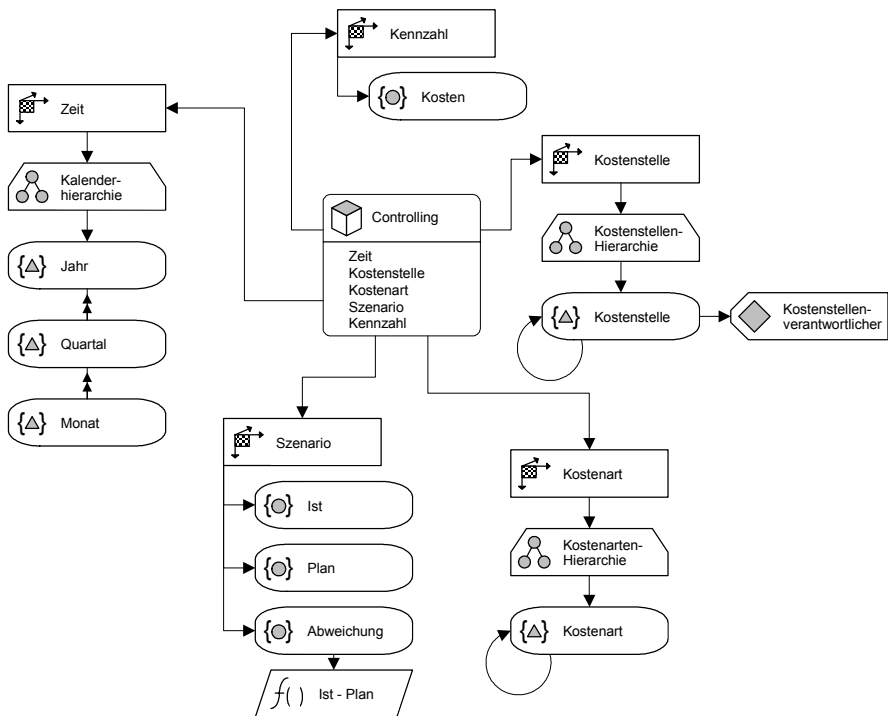 Kennzahl
Kosten
Zeit
Kalender-
hierarchie
Jahr
Quartal
Monat
Controlling
Zeit
Kostenstelle
Kostenart
Szenario
Kennzahl
Kostenstelle
Kostenstellen-
Hierarchie
Kostenstelle
Kostenstellen-
verantwortlicher
Szenario
Ist
Plan
Abweichung
f() Ist - Plan
Kostenart
Kostenarten-
Hierarchie
Kostenart